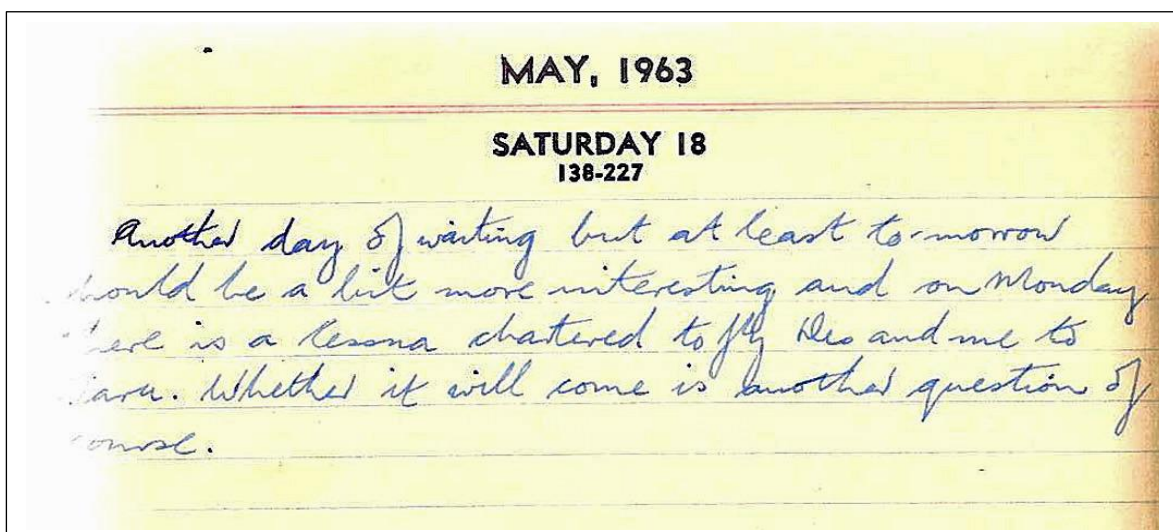 MAY, 1963
SATURDAY 18
138-227
Another day of waiting but at least to-morrow
should be a bit more interesting and on Monday
there is a Cessna chartered to fly Des and me to
Whether it will come is another question of
course.